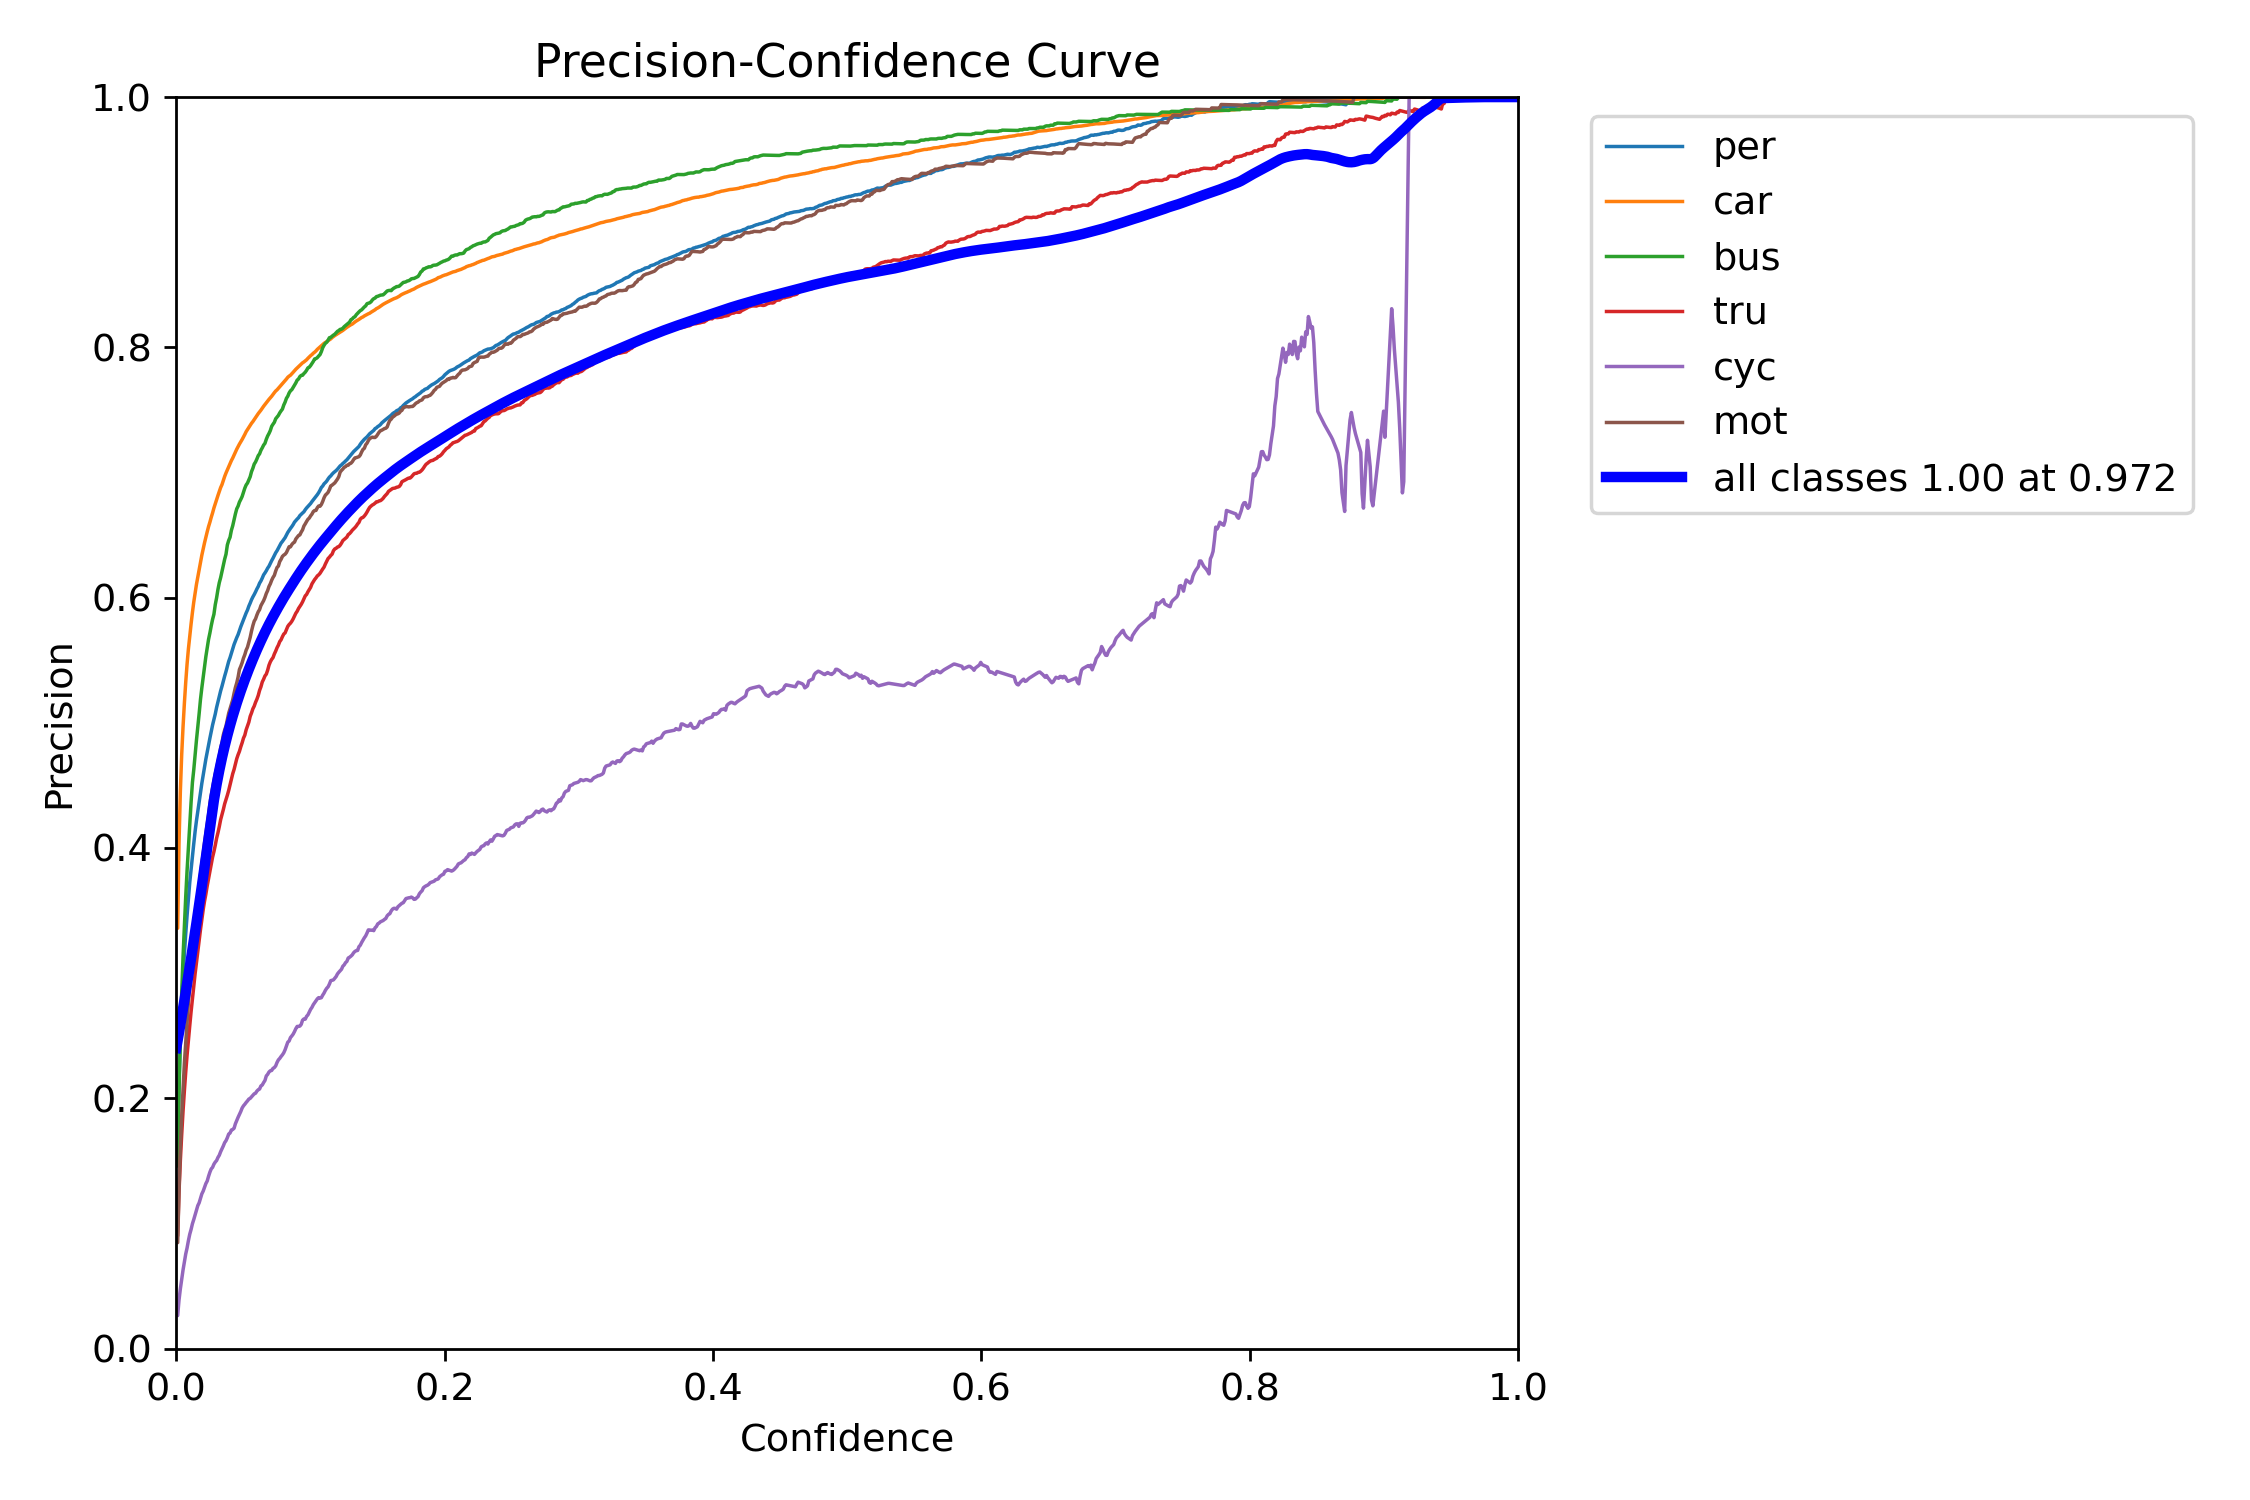 Precision-Confidence Curve
1.0
0.8
0.6
0.4
0.2
0.0
Precision
0.0 0.2 0.4 0.6 0.8 1.0
Confidence
per
car
bus
tru
cyc
mot
all classes 1.00 at 0.972